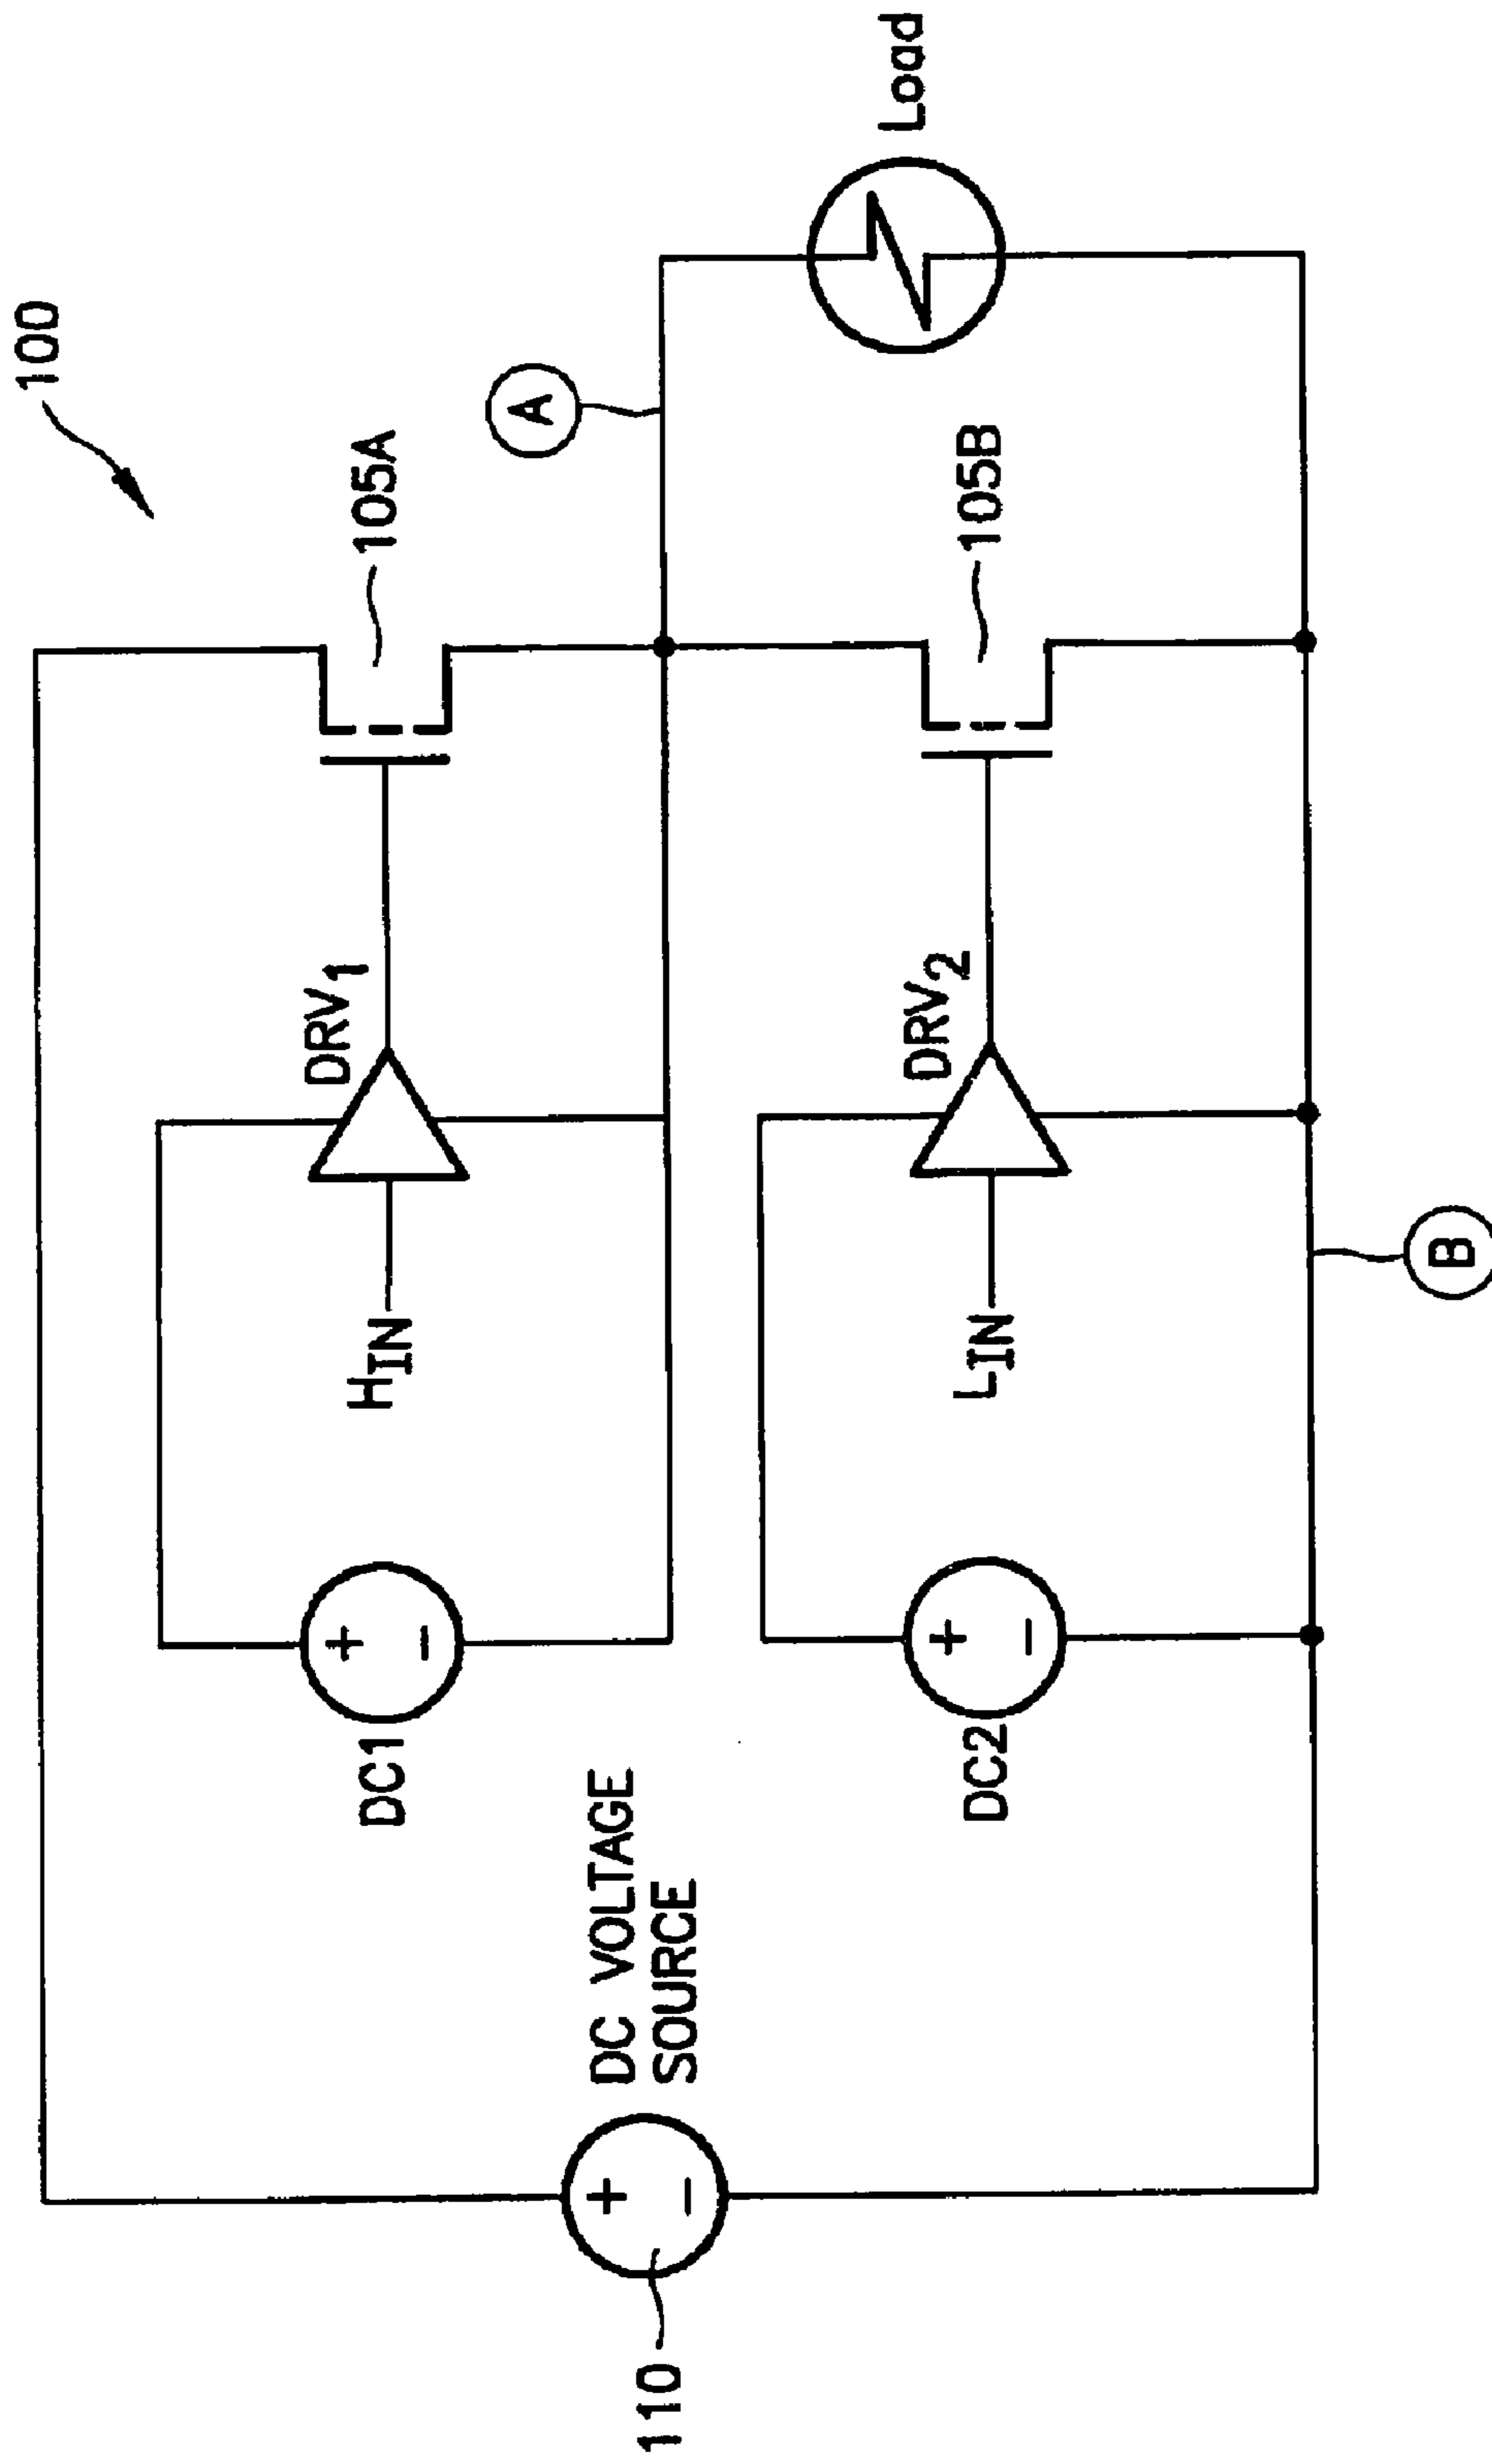 100
105A
A
DRV1
HIN
DC1
Load
105B
DRV2
LIN
DC2
DC VOLTAGE
SOURCE
110
B
+
−
+
−
+
−